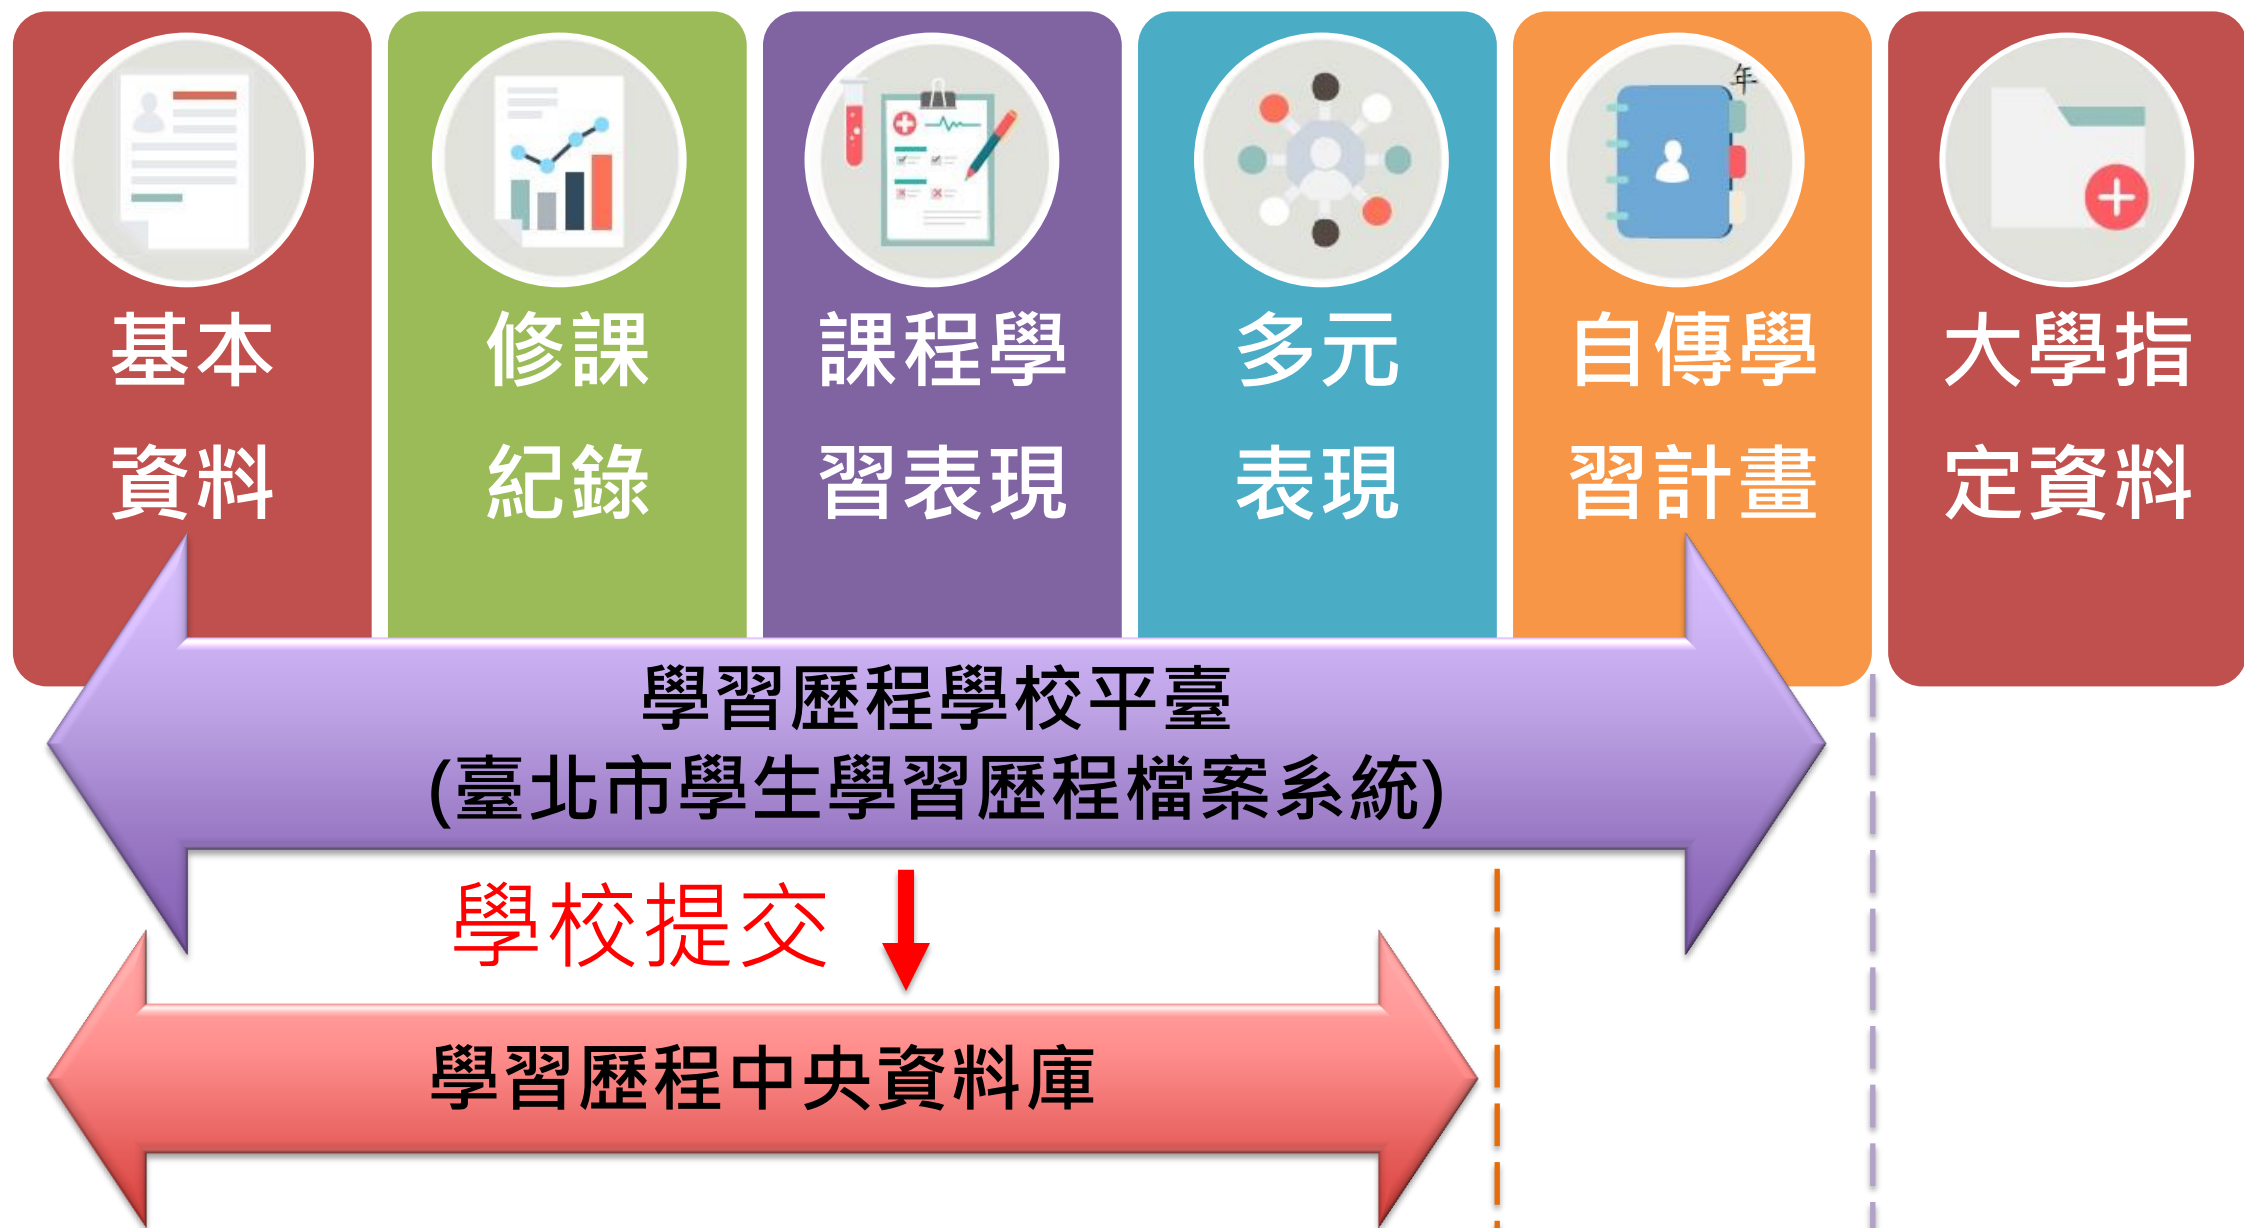 年
基本
資料
修課
紀錄
課程學
習表現
多元
表現
自傳學
習計畫
大學指
定資料
學習歷程學校平臺
(臺北市學生學習歷程檔案系統)
學校提交
學習歷程中央資料庫